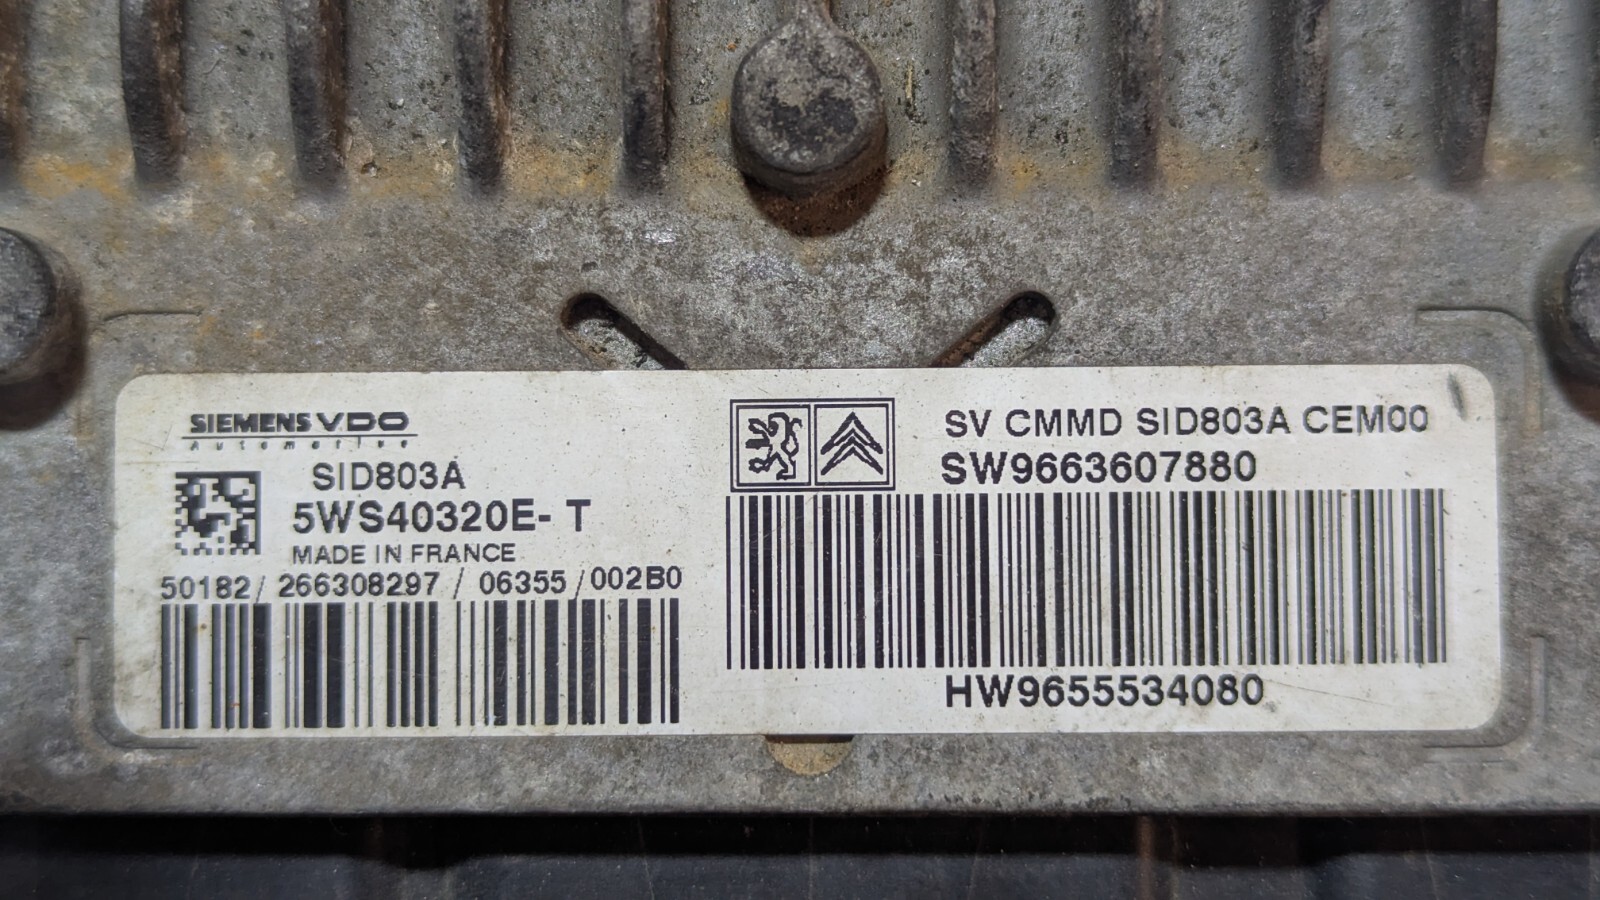 SIEMENS VDO
Automotive
SID803A
5WS40320E- T
MADE IN FRANCE
50182 / 266308297 / 06355 / 002B0
SV CMMD SID803A CEM00
SW9663607880
HW9655534080